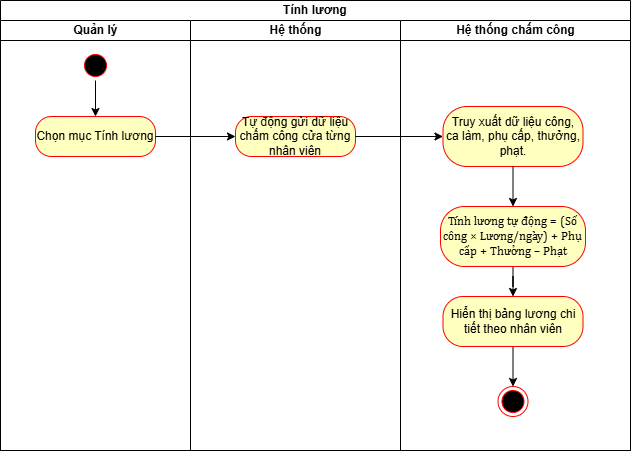 Tính lương
Quản lý
Hệ thống
Hệ thống chấm công
Chọn mục Tính lương
Tự động gửi dữ liệu
chấm công cửa từng
nhân viên
Truy xuất dữ liệu công,
ca làm, phụ cấp, thưởng,
phạt.
Tính lương tự động = (Số
công × Lương/ngày) + Phụ
cấp + Thưởng − Phạt
Hiển thị bảng lương chi
tiết theo nhân viên